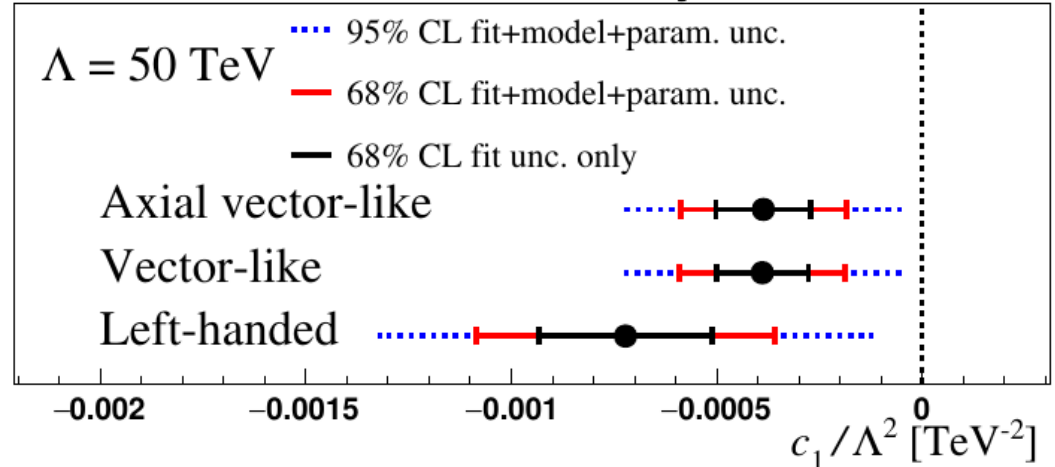 95% CL fit+model+param. unc.
Λ = 50 TeV
68% CL fit+model+param. unc.
68% CL fit unc. only
Axial vector-like
Vector-like
Left-handed
−0.002 −0.0015 −0.001 −0.0005 0
c₁/Λ² [TeV⁻²]